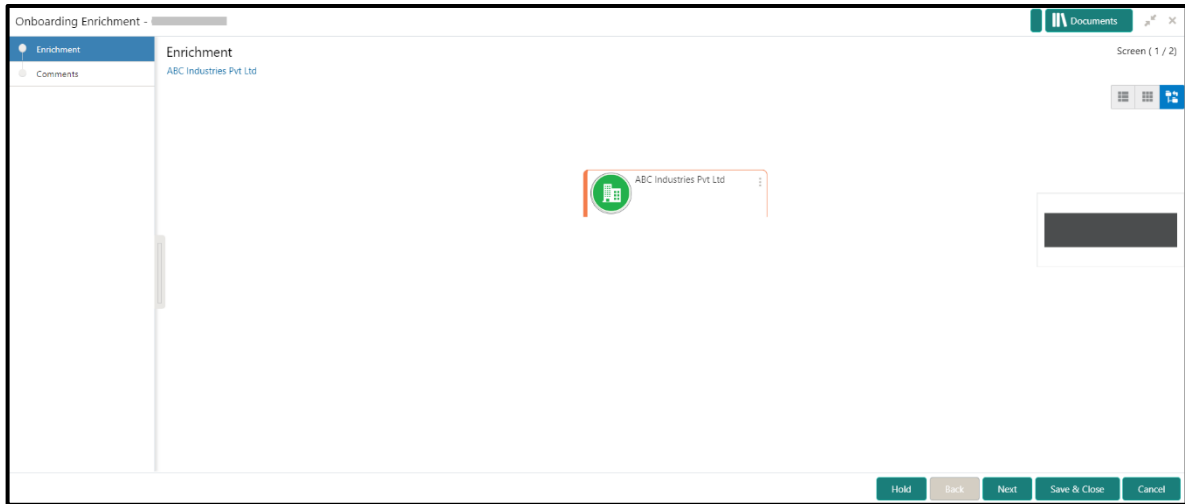 Onboarding Enrichment -
Documents
Enrichment
Comments
Enrichment
ABC Industries Pvt Ltd
Screen ( 1 / 2)
ABC Industries Pvt Ltd
Hold Back Next Save & Close Cancel